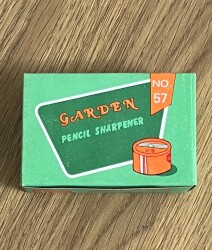 GARDEN
PENCIL SHARPENER
NO.
57